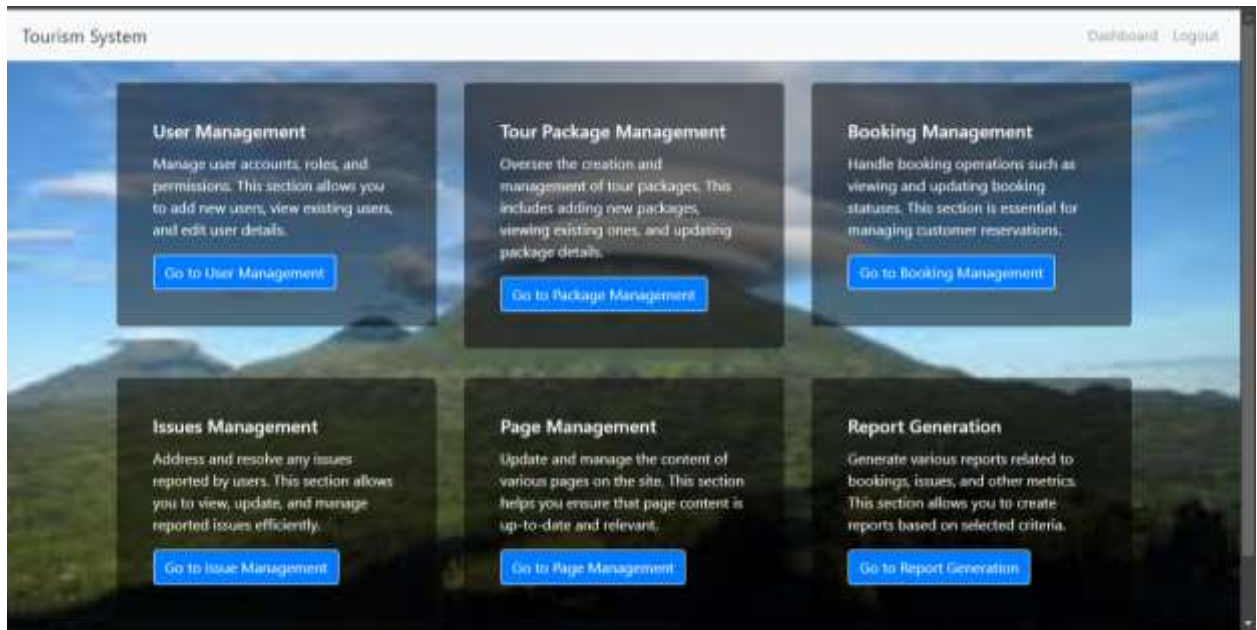 Tourism System
Dashboard Logout
User Management
Manage user accounts, roles, and
permissions. This section allows you
to add new users, view existing users,
and edit user details.
Go to User Management
Tour Package Management
Oversee the creation and
management of tour packages. This
includes adding new packages,
viewing existing ones, and updating
package details.
Go to Package Management
Booking Management
Handle booking operations such as
viewing and updating booking
statuses. This section is essential for
managing customer reservations.
Go to Booking Management
Issues Management
Address and resolve any issues
reported by users. This section allows
you to view, update, and manage
reported issues efficiently.
Go to Issue Management
Page Management
Update and manage the content of
various pages on the site. This section
helps you ensure that page content is
up-to-date and relevant.
Go to Page Management
Report Generation
Generate various reports related to
bookings, issues, and other metrics.
This section allows you to create
reports based on selected criteria.
Go to Report Generation